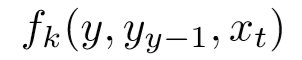 f_k(y, y_{y-1}, x_t)